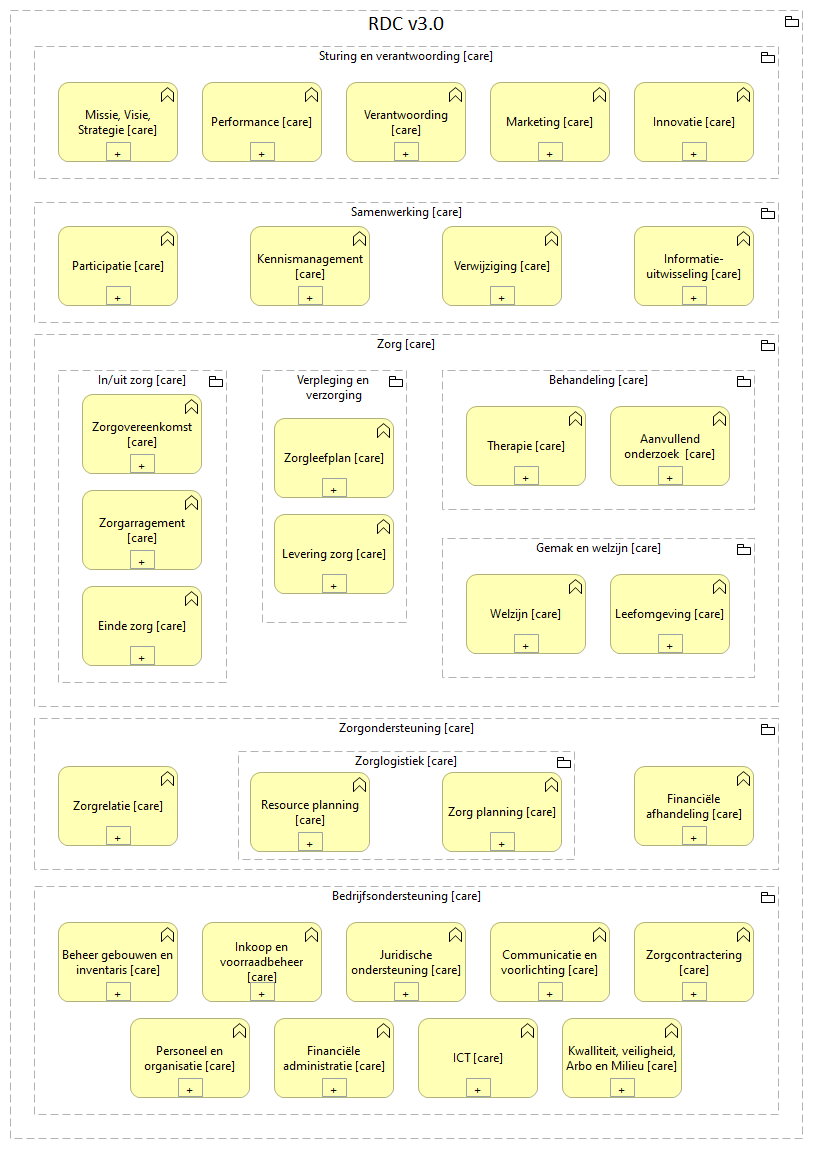 RDC v3.0
Sturing en verantwoording [care]
Missie, Visie,
Strategie [care]
+
Performance [care]
+
Verantwoording
[care]
+
Marketing [care]
+
Innovatie [care]
+
Samenwerking [care]
Participatie [care]
+
Kennismanagement
[care]
+
Verwijziging [care]
+
Informatie-
uitwisseling [care]
+
Zorg [care]
In/uit zorg [care]
Zorgovereenkomst
[care]
+
Zorgarragement
[care]
+
Einde zorg [care]
+
Verpleging en
verzorging
Zorgleefplan [care]
+
Levering zorg [care]
+
Behandeling [care]
Therapie [care]
+
Aanvullend
onderzoek  [care]
+
Gemak en welzijn [care]
Welzijn [care]
+
Leefomgeving [care]
+
Zorgondersteuning [care]
Zorgrelatie [care]
+
Zorglogistiek [care]
Resource planning
[care]
+
Zorg planning [care]
+
Financiële
afhandeling [care]
+
Bedrijfsondersteuning [care]
Beheer gebouwen en
inventaris [care]
+
Inkoop en
voorraadbeheer
[care]
+
Juridische
ondersteuning [care]
+
Communicatie en
voorlichting [care]
+
Zorgcontractering
[care]
+
Personeel en
organisatie [care]
+
Financiële
administratie [care]
+
ICT [care]
+
Kwalliteit, veiligheid,
Arbo en Milieu [care]
+